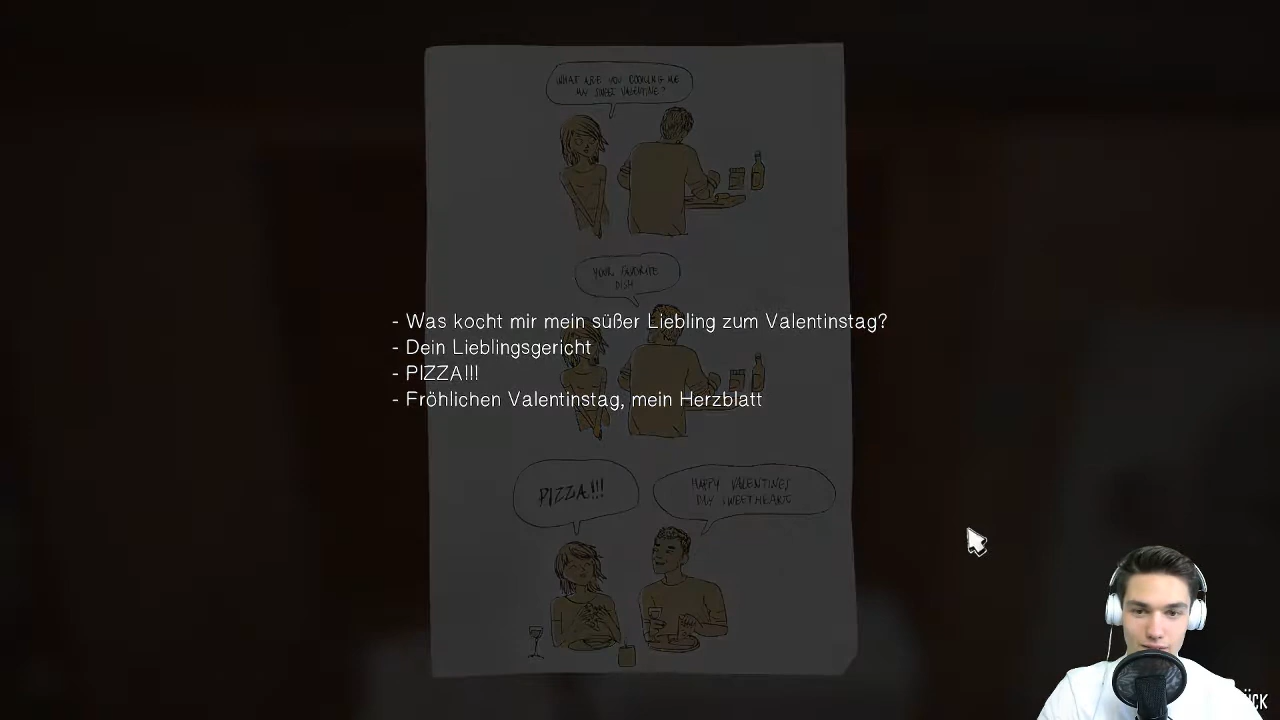 WHAT ARE YOU COOKING ME
MY SWEET VALENTINE?
YOUR FAVORITE
DISH
- Was kocht mir mein süßer Liebling zum Valentinstag?
- Dein Lieblingsgericht
- PIZZA!!!
- Fröhlichen Valentinstag, mein Herzblatt
PIZZA!!!
HAPPY VALENTINES
DAY SWEETHEART